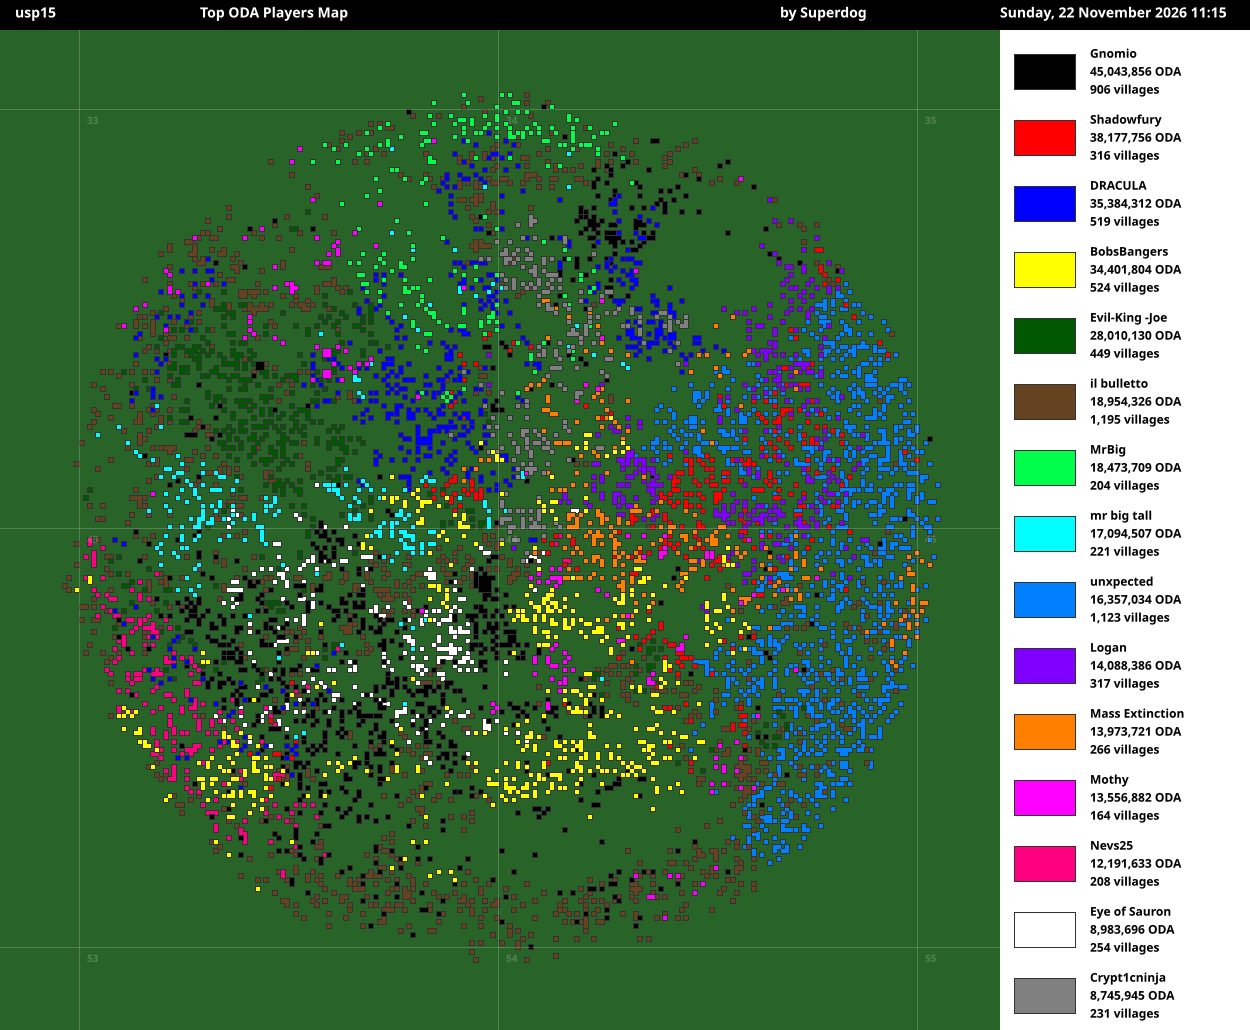 usp15 Top ODA Players Map by Superdog Sunday, 22 November 2026 11:15
Gnomio
45,043,856 ODA
906 villages
Shadowfury
38,177,756 ODA
316 villages
DRACULA
35,384,312 ODA
519 villages
BobsBangers
34,401,804 ODA
524 villages
Evil-King -Joe
28,010,130 ODA
449 villages
il bulletto
18,954,326 ODA
1,195 villages
MrBig
18,473,709 ODA
204 villages
mr big tall
17,094,507 ODA
221 villages
unxpected
16,357,034 ODA
1,123 villages
Logan
14,088,386 ODA
317 villages
Mass Extinction
13,973,721 ODA
266 villages
Mothy
13,556,882 ODA
164 villages
Nevs25
12,191,633 ODA
208 villages
Eye of Sauron
8,983,696 ODA
254 villages
Crypt1cninja
8,745,945 ODA
231 villages
33 34 35
53 54 55